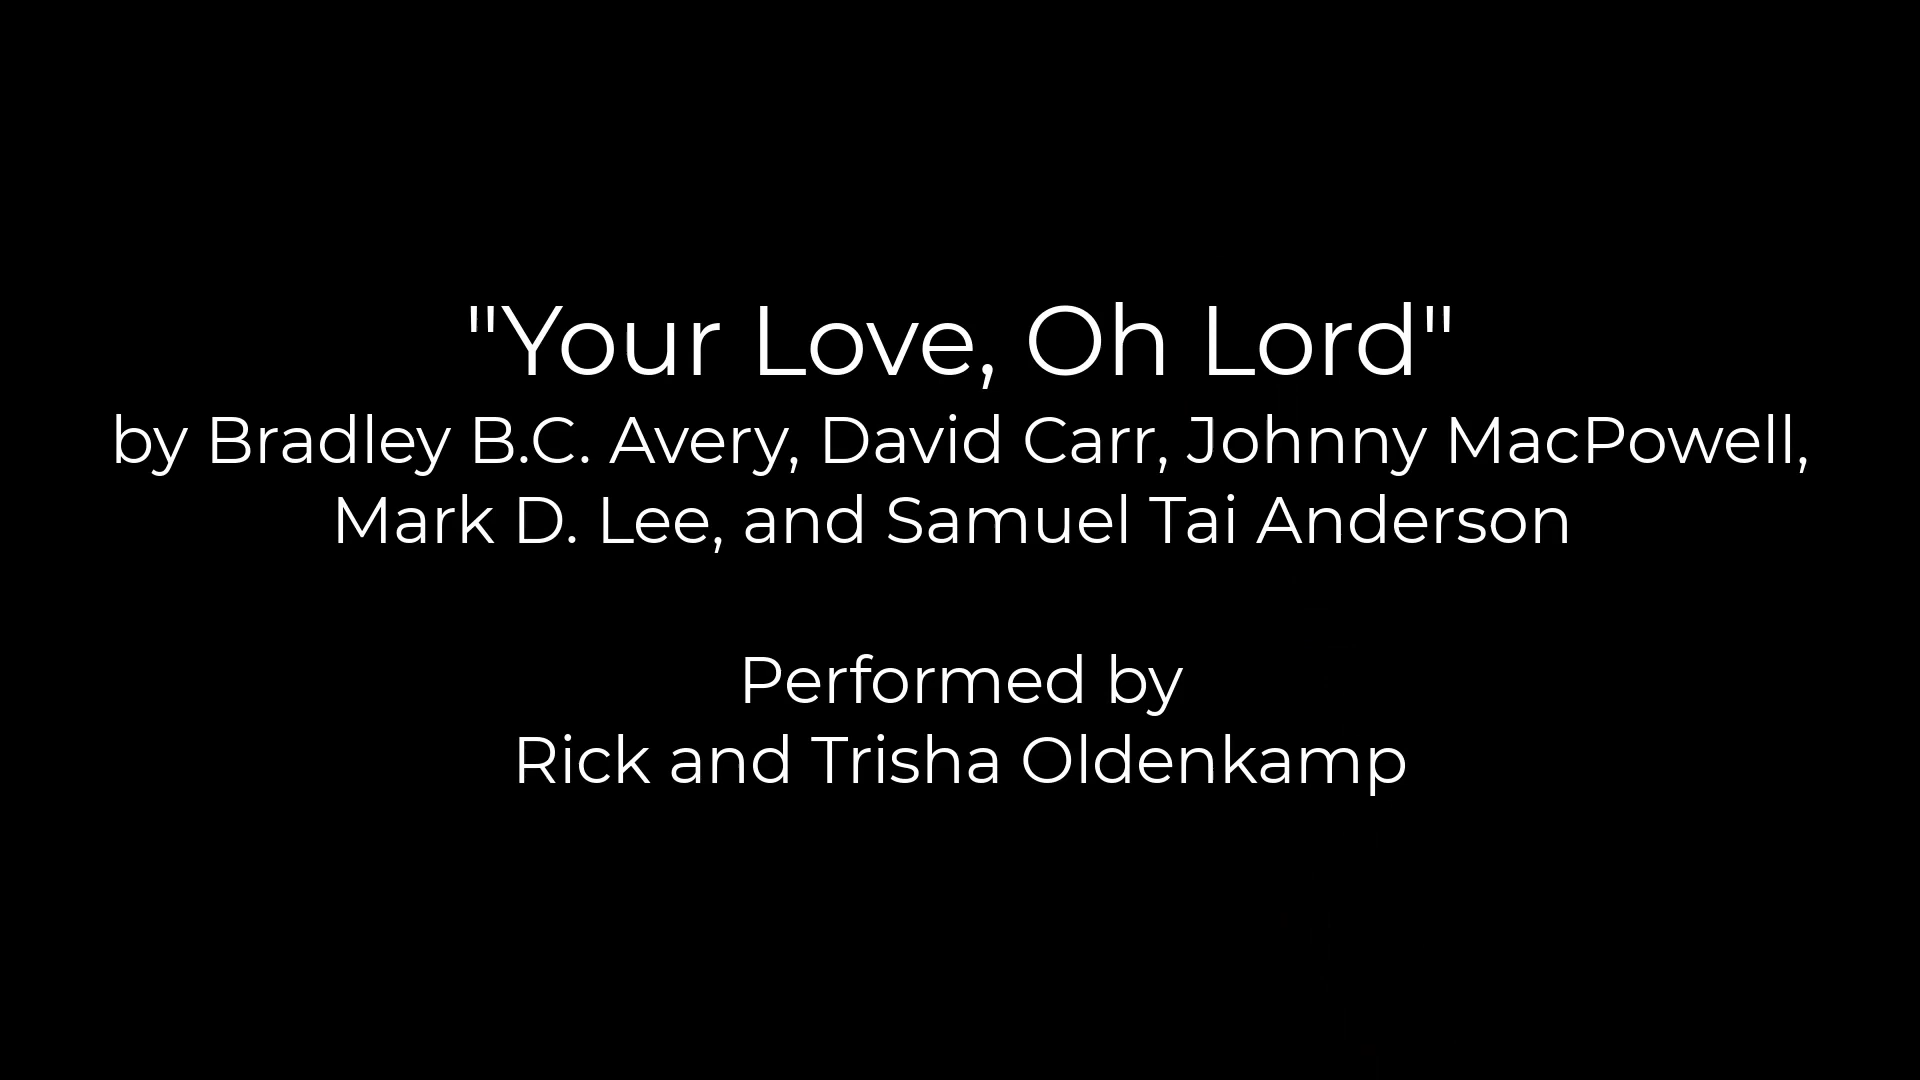 "Your Love, Oh Lord"
by Bradley B.C. Avery, David Carr, Johnny MacPowell,
Mark D. Lee, and Samuel Tai Anderson
Performed by
Rick and Trisha Oldenkamp